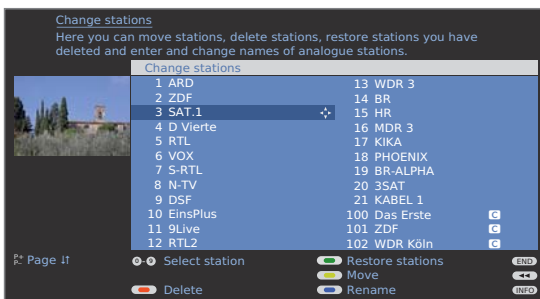 Change stations
Here you can move stations, delete stations, restore stations you have
deleted and enter and change names of analogue stations.
Change stations
1 ARD
2 ZDF
3 SAT.1
4 D Vierte
5 RTL
6 VOX
7 S-RTL
8 N-TV
9 DSF
10 EinsPlus
11 9Live
12 RTL2
13 WDR 3
14 BR
15 HR
16 MDR 3
17 KIKA
18 PHOENIX
19 BR-ALPHA
20 3SAT
21 KABEL 1
100 Das Erste C
101 ZDF C
102 WDR Köln C
P+ P- Page ↓↑
0-9 Select station
Restore stations END
Move ◄◄
Delete
Rename INFO